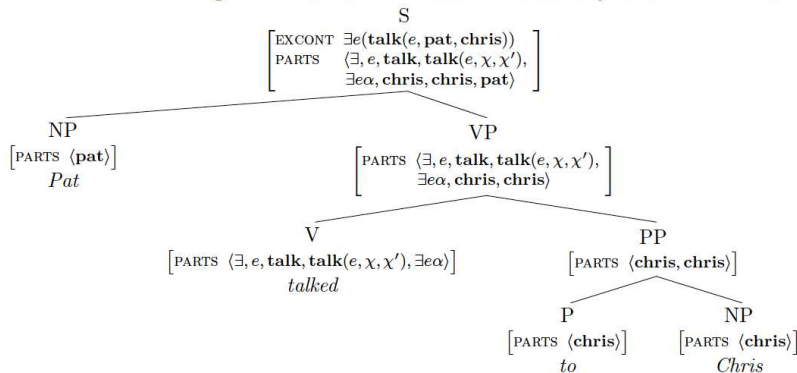 S
EXCONT ∃e(talk(e, pat, chris))
PARTS ⟨∃, e, talk, talk(e, χ, χ′),
∃eα, chris, chris, pat⟩
NP
[PARTS ⟨pat⟩]
Pat
VP
PARTS ⟨∃, e, talk, talk(e, χ, χ′),
∃eα, chris, chris⟩
V
[PARTS ⟨∃, e, talk, talk(e, χ, χ′), ∃eα⟩]
talked
PP
[PARTS ⟨chris, chris⟩]
P
[PARTS ⟨chris⟩]
to
NP
[PARTS ⟨chris⟩]
Chris